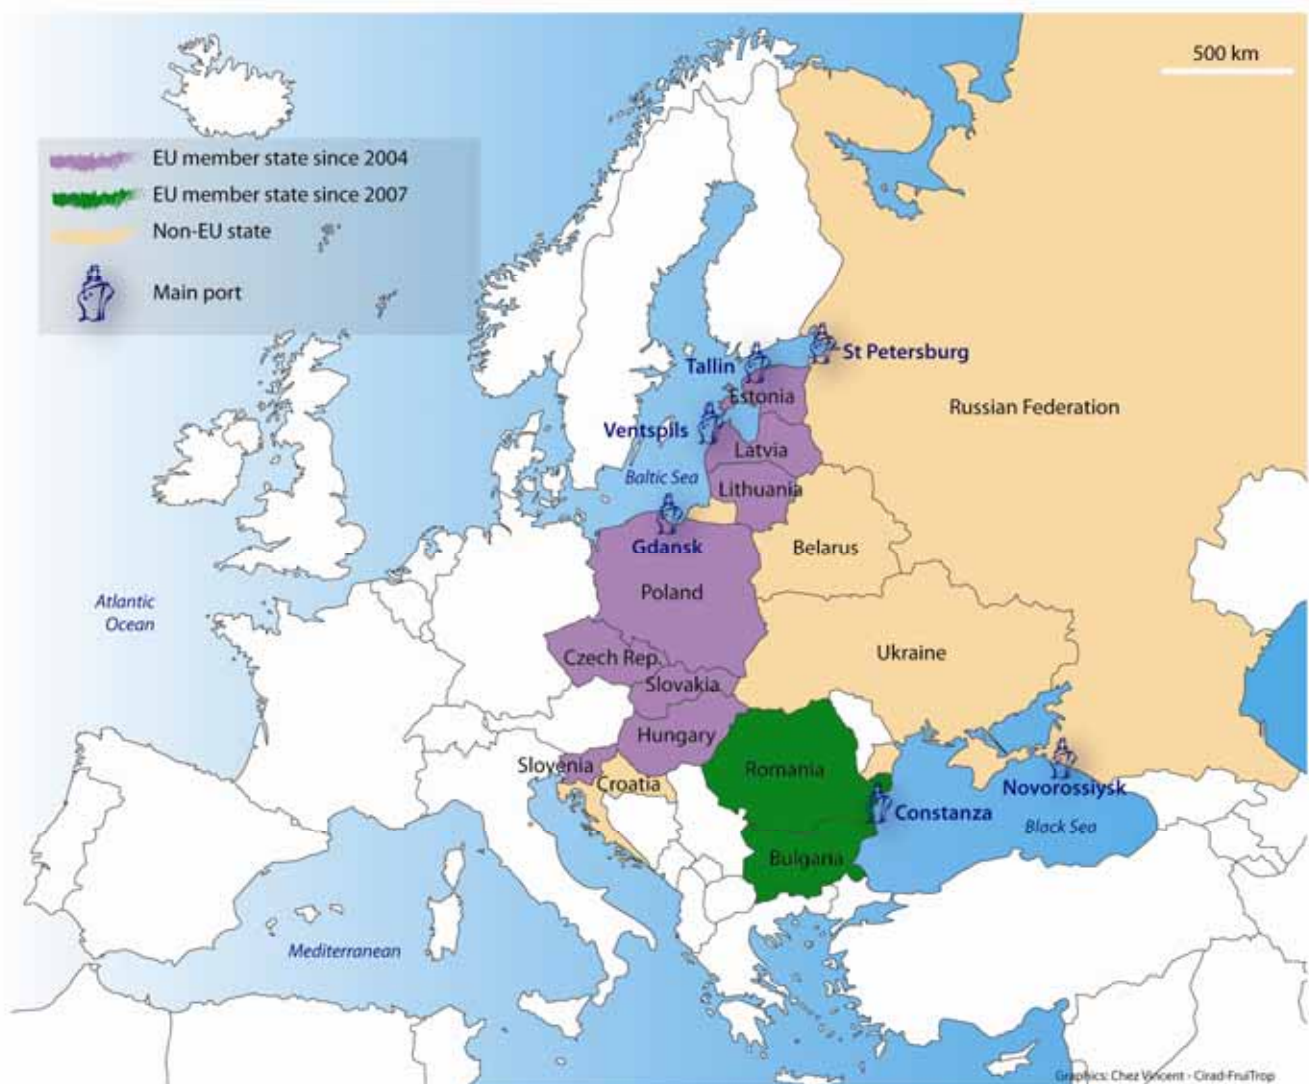 500 km
EU member state since 2004
EU member state since 2007
Non-EU state
Main port
St Petersburg
Tallin
Estonia
Russian Federation
Ventspils
Latvia
Baltic Sea
Lithuania
Gdansk
Belarus
Poland
Atlantic
Ocean
Ukraine
Czech Rep.
Slovakia
Hungary
Slovenia
Romania
Croatia
Novorossiysk
Constanza
Black Sea
Bulgaria
Mediterranean
Graphics: Chez Vincent - Cirad-FruiTrop